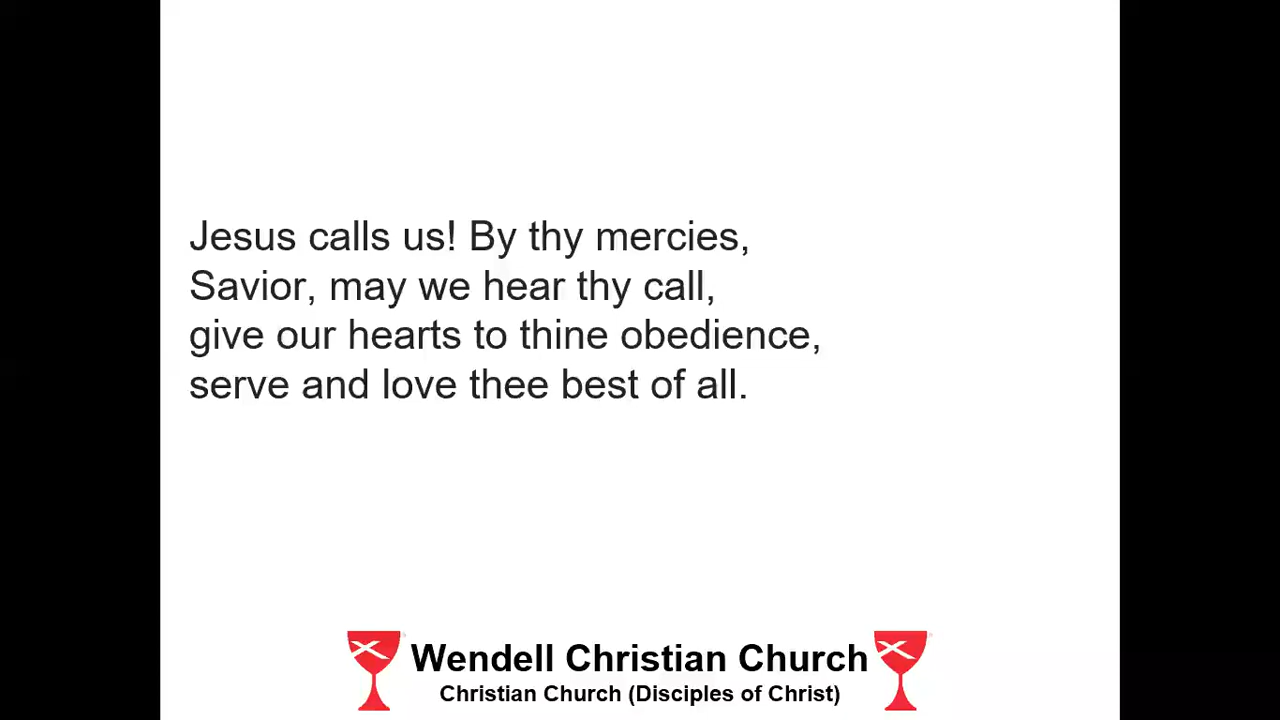 Jesus calls us! By thy mercies,
Savior, may we hear thy call,
give our hearts to thine obedience,
serve and love thee best of all.
Wendell Christian Church
Christian Church (Disciples of Christ)